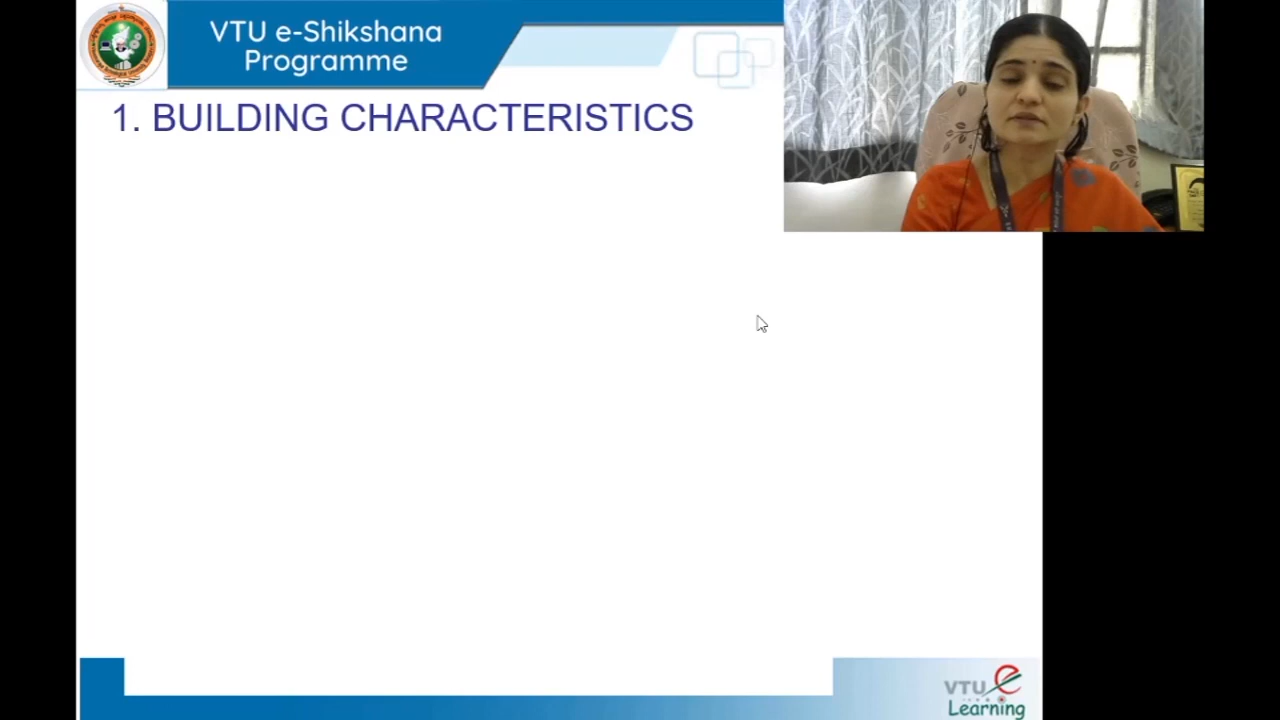 VTU e-Shikshana
Programme
1. BUILDING CHARACTERISTICS
VTU e
Learning